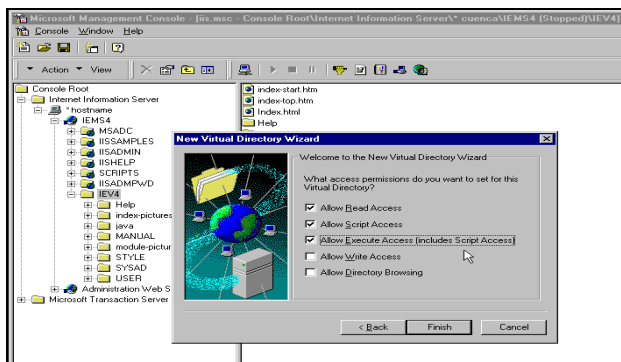 Microsoft Management Console - [iis.msc - Console Root\Internet Information Server\* cuenca\IEMS4 (Stopped)\IEV4]
Console Window Help
Action View
Console Root
Internet Information Server
* hostname
IEMS4
MSADC
IISSAMPLES
IISADMIN
IISHELP
SCRIPTS
IISADMPWD
IEV4
Help
index-pictures
java
MANUAL
module-pictur
STYLE
SYSAD
USER
Administration Web S
Microsoft Transaction Server
index-start.htm
index-top.htm
Index.html
Help
New Virtual Directory Wizard
Welcome to the New Virtual Directory Wizard
What access permissions do you want to set for this
Virtual Directory?
Allow Read Access
Allow Script Access
Allow Execute Access (includes Script Access)
Allow Write Access
Allow Directory Browsing
< Back
Finish
Cancel